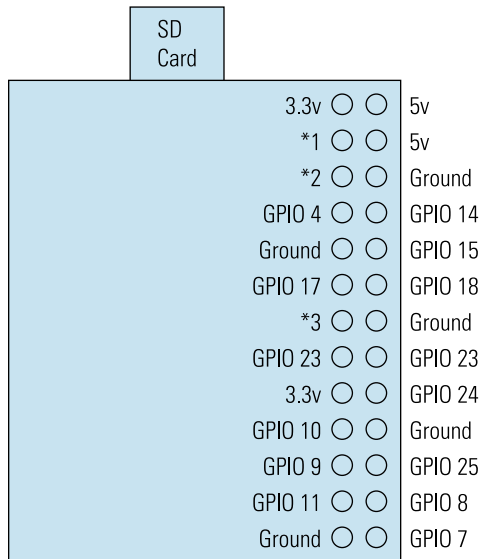 SD
Card
3.3v 5v
*1 5v
*2 Ground
GPIO 4 GPIO 14
Ground GPIO 15
GPIO 17 GPIO 18
*3 Ground
GPIO 23 GPIO 23
3.3v GPIO 24
GPIO 10 Ground
GPIO 9 GPIO 25
GPIO 11 GPIO 8
Ground GPIO 7